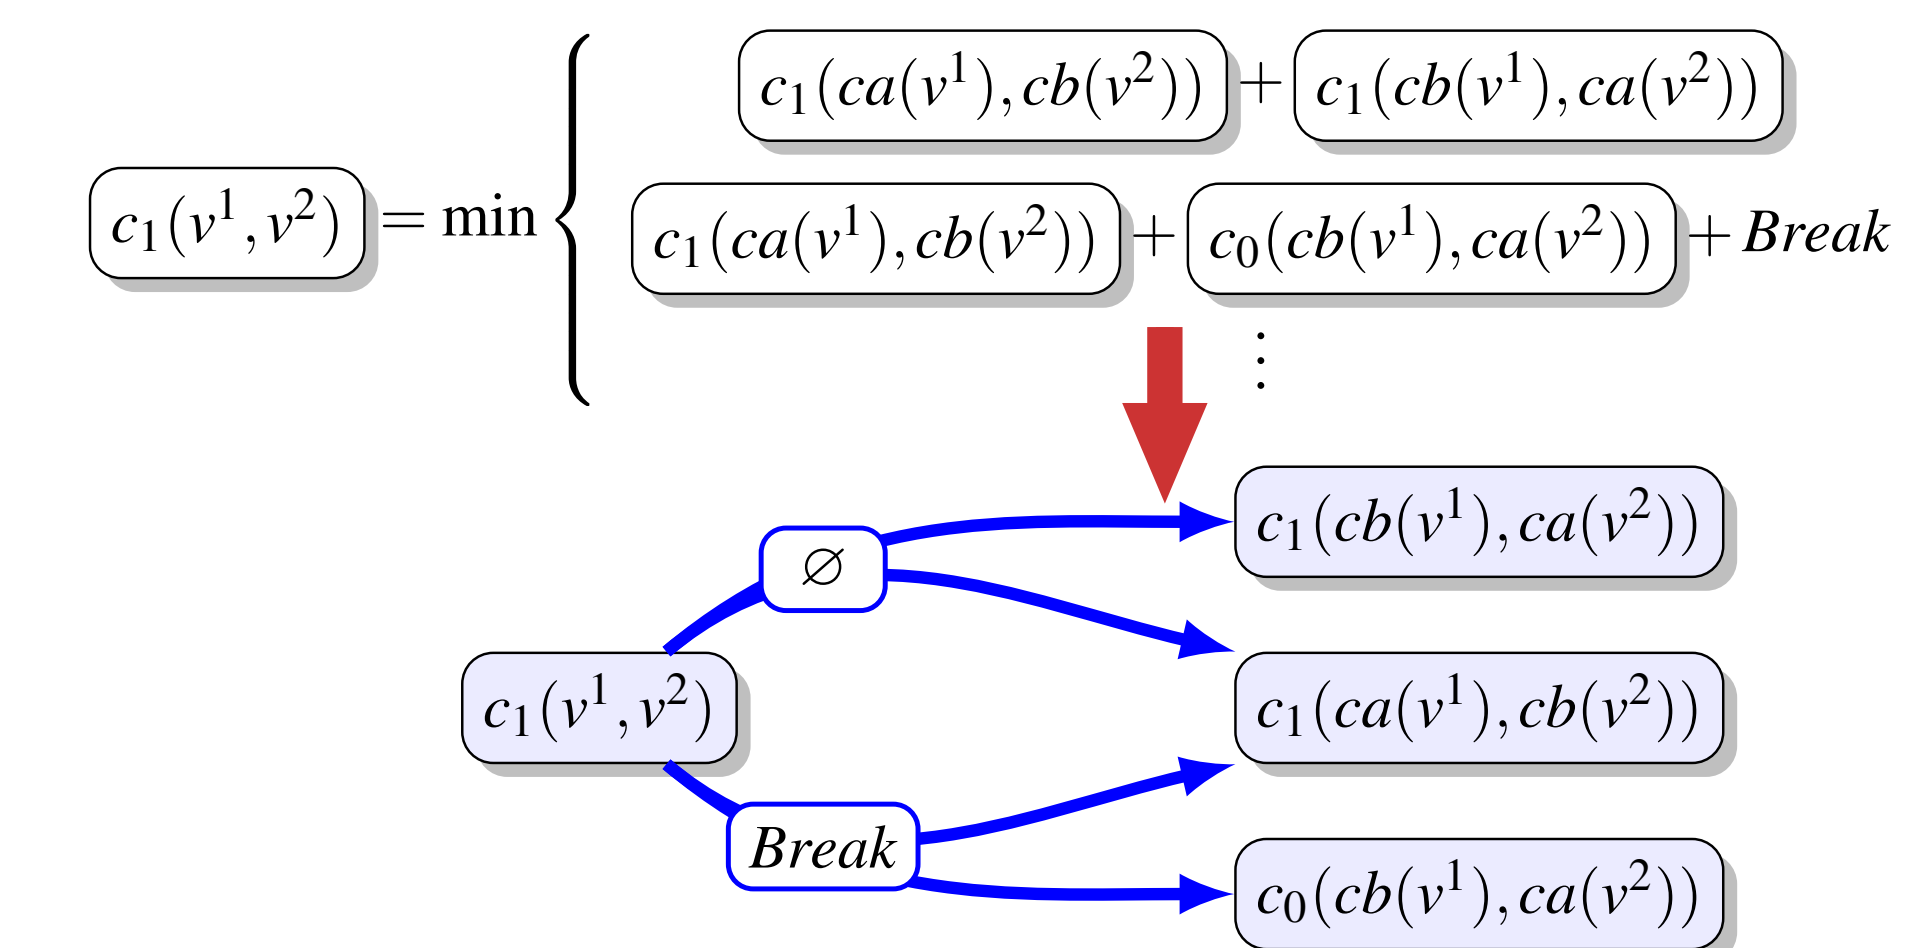 c₁(ca(v¹),cb(v²)) + c₁(cb(v¹),ca(v²))
c₁(v¹,v²) = min {
c₁(ca(v¹),cb(v²)) + c₀(cb(v¹),ca(v²)) + Break
⋮
c₁(cb(v¹),ca(v²))
∅
c₁(v¹,v²)
c₁(ca(v¹),cb(v²))
Break
c₀(cb(v¹),ca(v²))